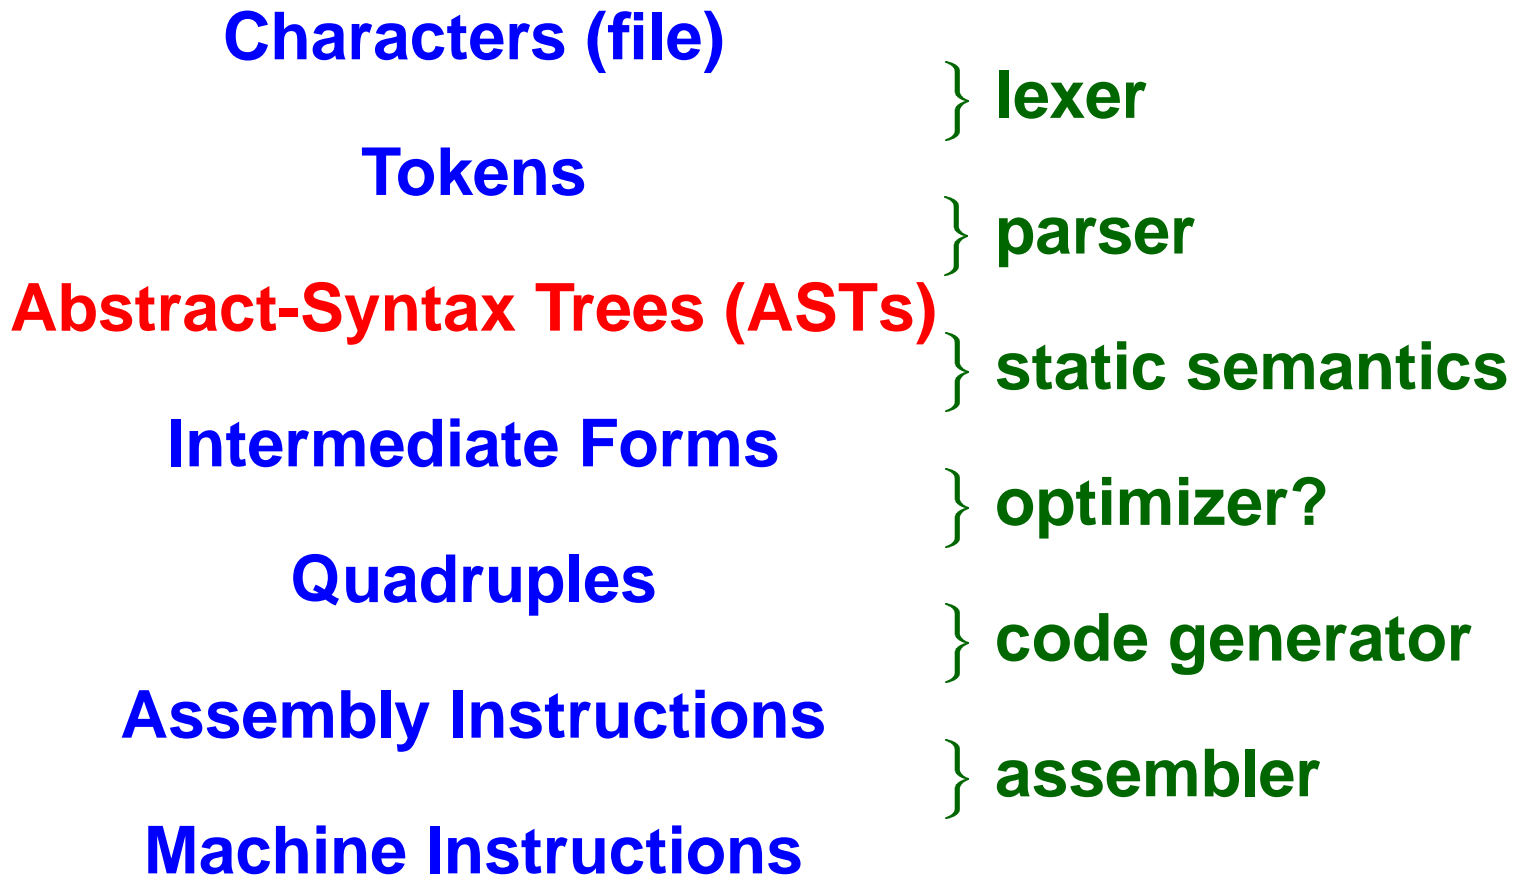 Characters (file)
} lexer
Tokens
} parser
Abstract-Syntax Trees (ASTs)
} static semantics
Intermediate Forms
} optimizer?
Quadruples
} code generator
Assembly Instructions
} assembler
Machine Instructions